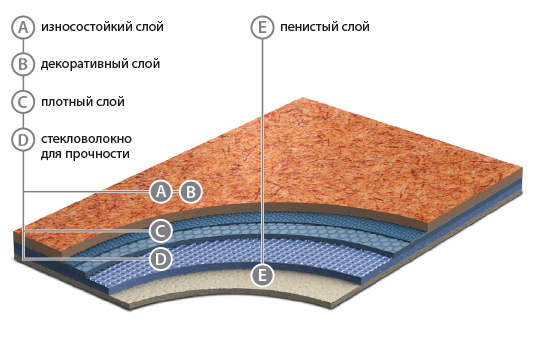 A износостойкий слой
B декоративный слой
C плотный слой
D стекловолокно
для прочности
E пенистый слой
A B
C
D
E